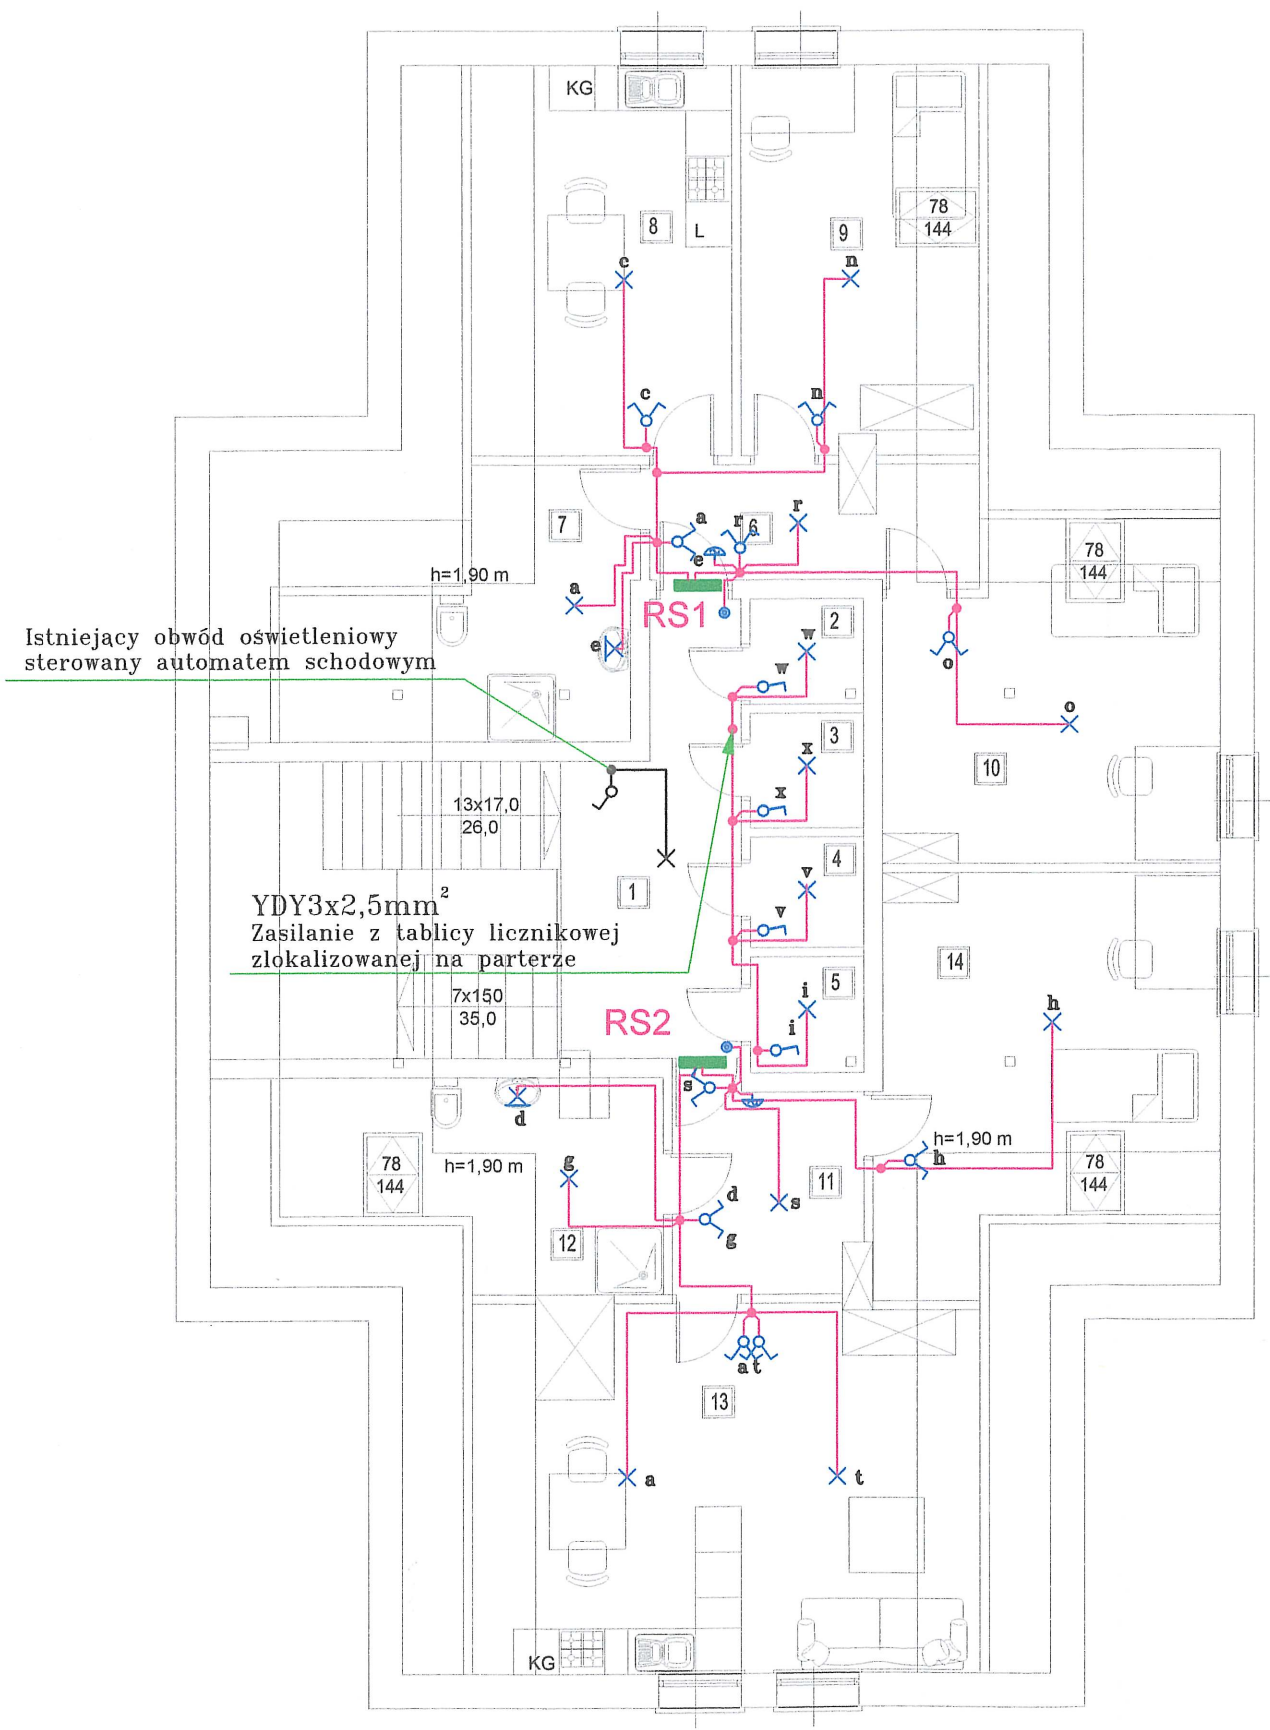 KG
78
144
8
L
9
c
n
c
n
7
a
r
6
r
e
78
144
h=1,90 m
a
RS1
Istniejący obwód oświetleniowy
sterowany automatem schodowym
e
2
w
w
o
o
3
x
x
10
13x17,0
26,0
4
v
v
1
YDY3x2,5mm²
Zasilanie z tablicy licznikowej
zlokalizowanej na parterze
14
5
i
i
7x150
35,0
RS2
h
s
d
h=1,90 m
h
78
144
h=1,90 m
g
78
144
11
s
d
g
12
a t
13
a
t
KG